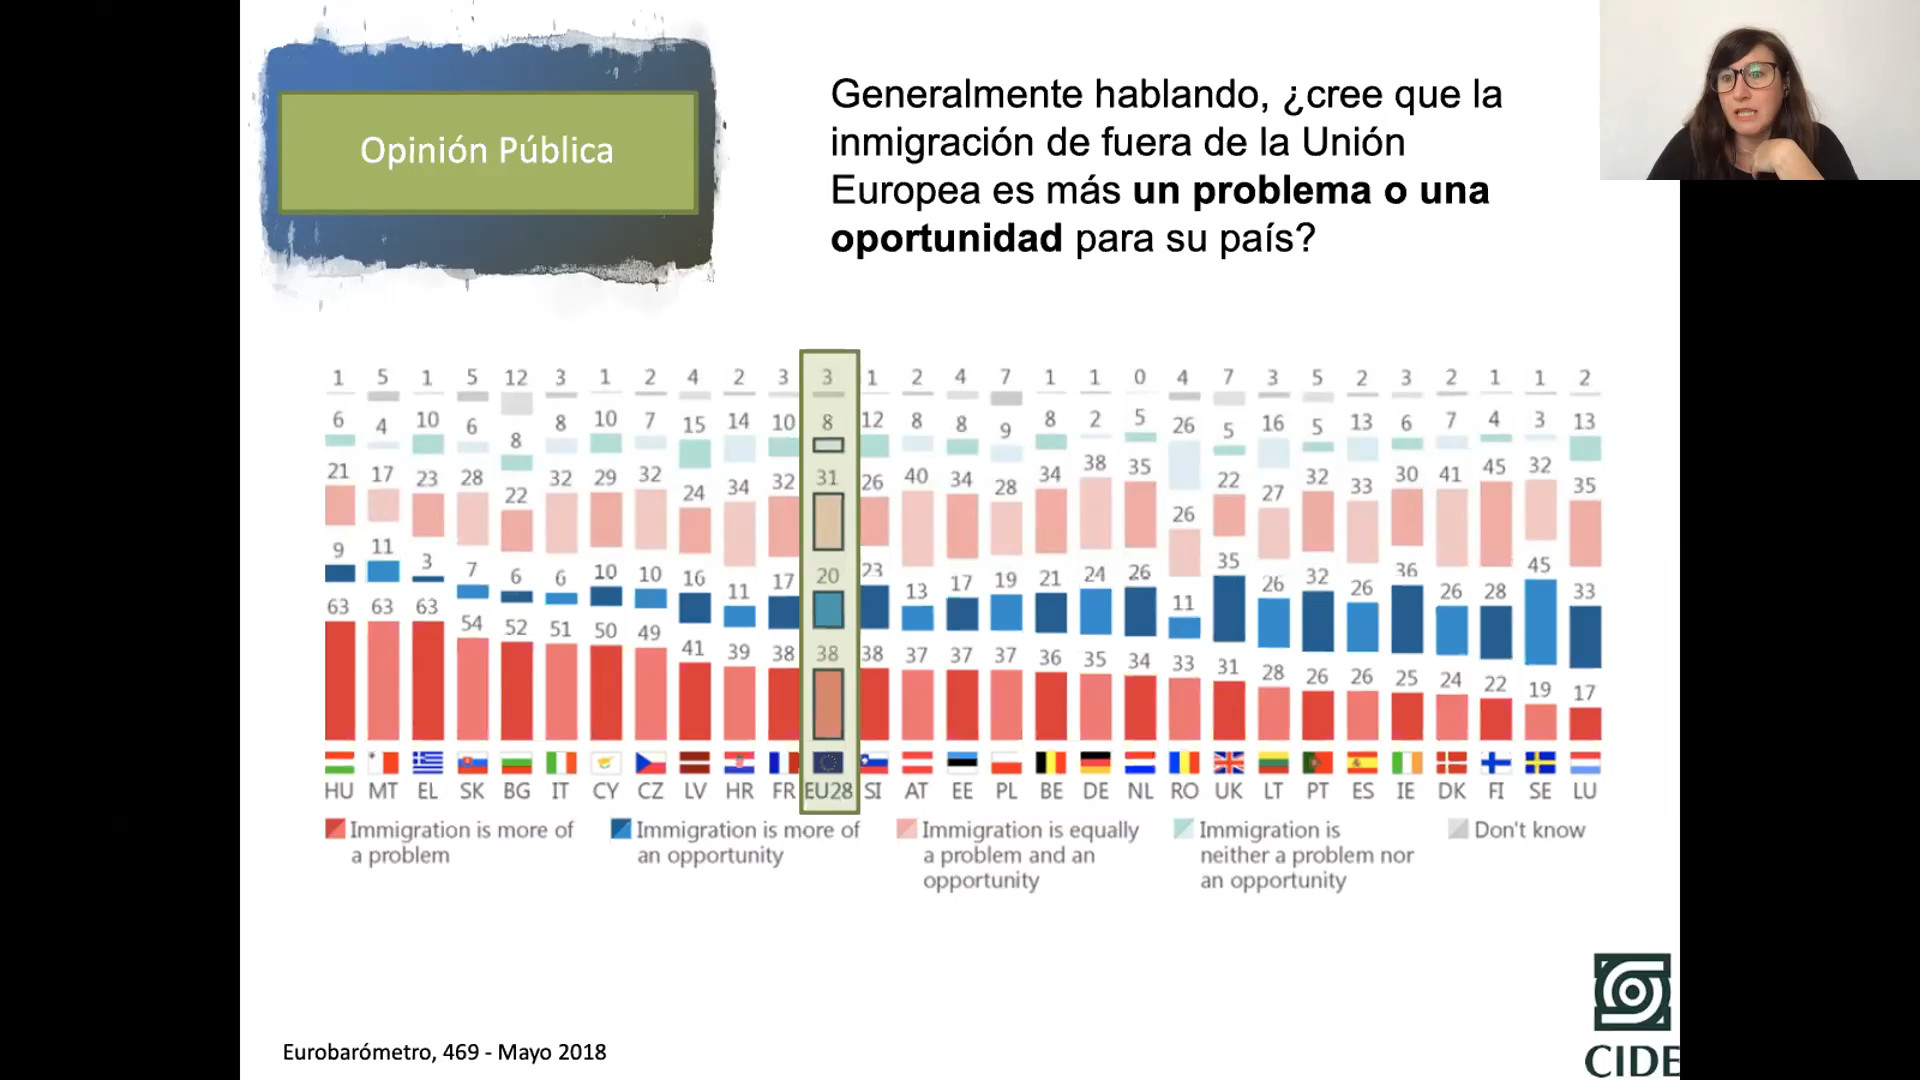 Opinión Pública
Generalmente hablando, ¿cree que la
inmigración de fuera de la Unión
Europea es más un problema o una
oportunidad para su país?
1 5 1 5 12 3 1 2 4 2 3 3 1 2 4 7 1 1 0 4 7 3 5 2 3 2 1 1 2
6 4 10 6 8 8 10 7 15 14 10 8 12 8 8 9 8 2 5 26 5 16 5 13 6 7 4 3 13
21 17 23 28 22 32 29 32 24 34 32 31 26 40 34 28 34 38 35 26 22 27 32 33 30 41 45 32 35
9 11 3 7 6 6 10 10 16 11 17 20 23 13 17 19 21 24 26 11 35 26 32 26 36 26 28 45 33
63 63 63 54 52 51 50 49 41 39 38 38 38 37 37 37 36 35 34 33 31 28 26 26 25 24 22 19 17
HU MT EL SK BG IT CY CZ LV HR FR EU28 SI AT EE PL BE DE NL RO UK LT PT ES IE DK FI SE LU
Immigration is more of
a problem
Immigration is more of
an opportunity
Immigration is equally
a problem and an
opportunity
Immigration is
neither a problem nor
an opportunity
Don't know
Eurobarómetro, 469 - Mayo 2018
CIDE